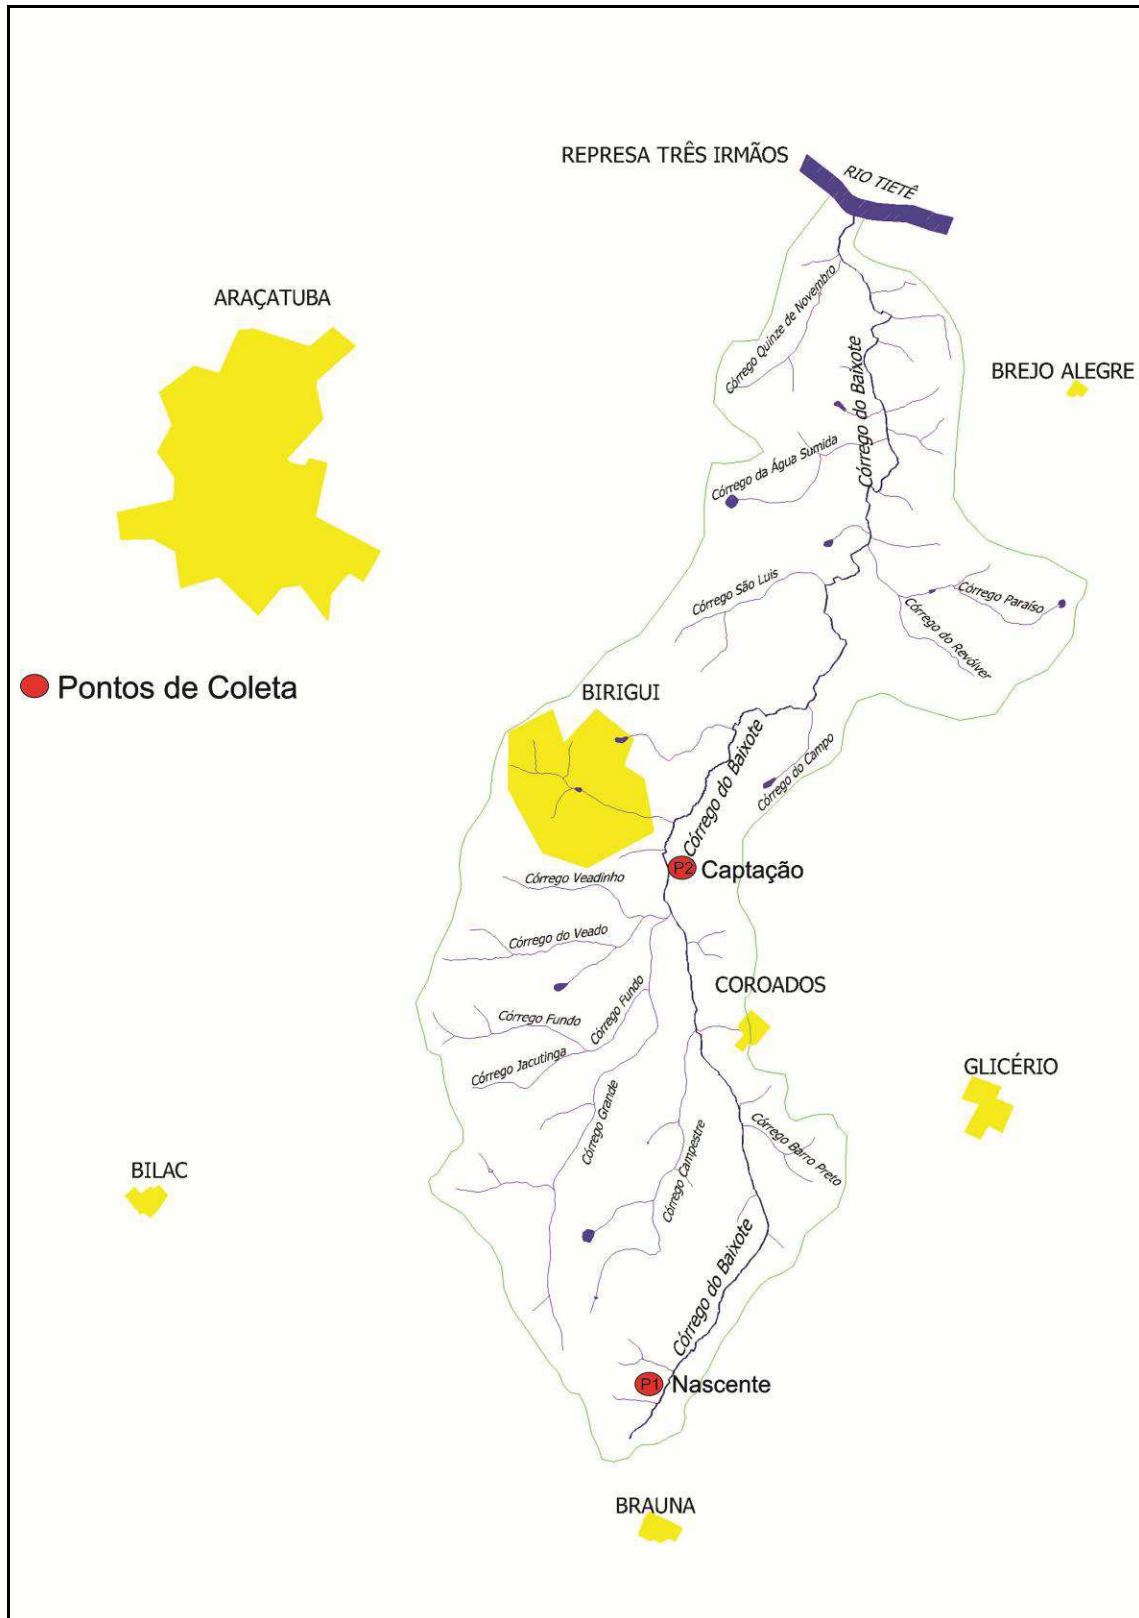 REPRESA TRÊS IRMÃOS
RIO TIETÊ
ARAÇATUBA
Córrego Quinze de Novembro
Córrego do Baixote
BREJO ALEGRE
Córrego da Água Sumida
Córrego São Luis
Córrego Paraíso
Córrego do Revólver
Pontos de Coleta
BIRIGUI
Córrego do Baixote
Córrego do Campo
P2 Captação
Córrego Veadinho
Córrego do Veado
COROADOS
Córrego Fundo
Córrego Fundo
Córrego Jacutinga
GLICÉRIO
Córrego Grande
Córrego Campestre
Córrego Barro Preto
BILAC
Córrego do Baixote
P1 Nascente
BRAUNA